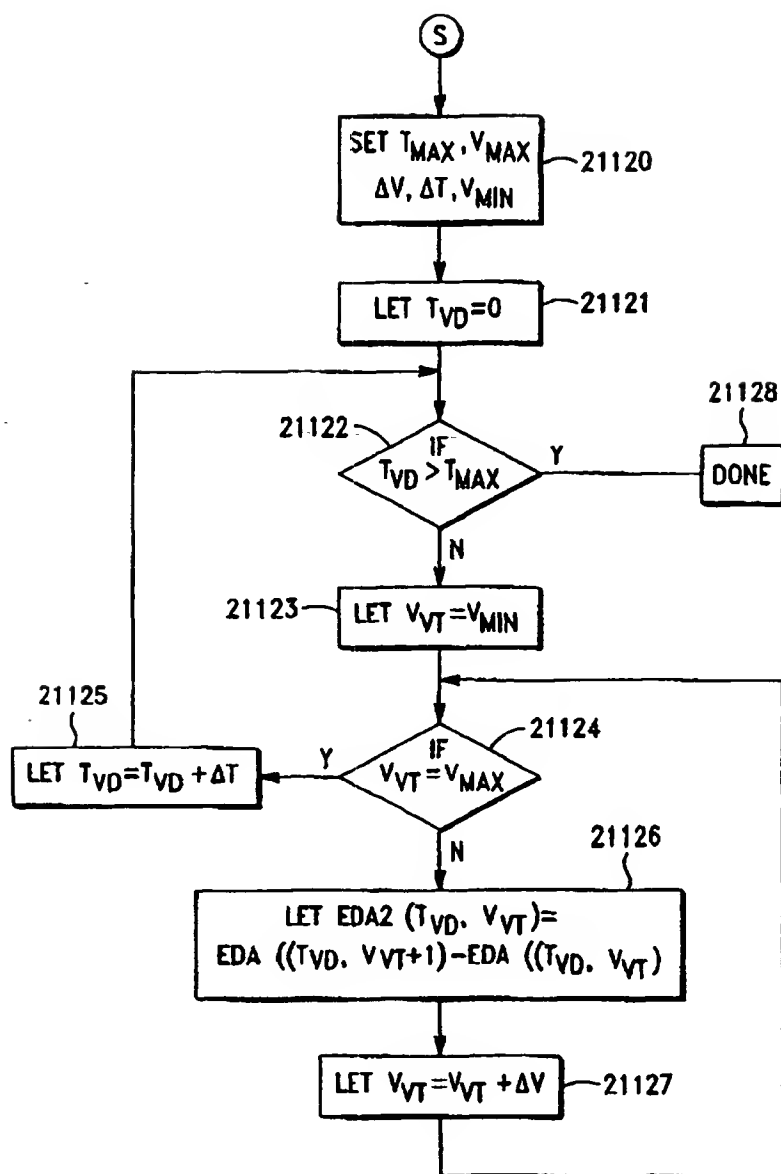 S
SET T_MAX, V_MAX
ΔV, ΔT, V_MIN
21120
LET T_VD=0
21121
21122
IF
T_VD > T_MAX
Y
21128
DONE
N
21123
LET V_VT=V_MIN
21125
LET T_VD=T_VD+ΔT
Y
IF
V_VT=V_MAX
21124
N
21126
LET EDA2 (T_VD, V_VT)=
EDA ((T_VD, V_VT+1)-EDA ((T_VD, V_VT)
LET V_VT=V_VT+ΔV
21127